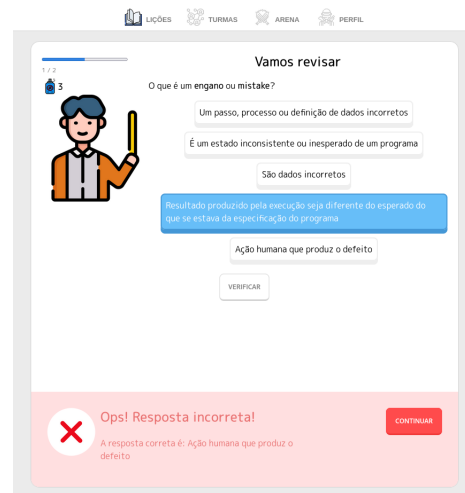 LIÇÕES TURMAS ARENA PERFIL
Vamos revisar
1 / 2
3
O que é um engano ou mistake?
Um passo, processo ou definição de dados incorretos
É um estado inconsistente ou inesperado de um programa
São dados incorretos
Resultado produzido pela execução seja diferente do esperado do
que se estava da especificação do programa
Ação humana que produz o defeito
VERIFICAR
Ops! Resposta incorreta!
CONTINUAR
A resposta correta é: Ação humana que produz o
defeito